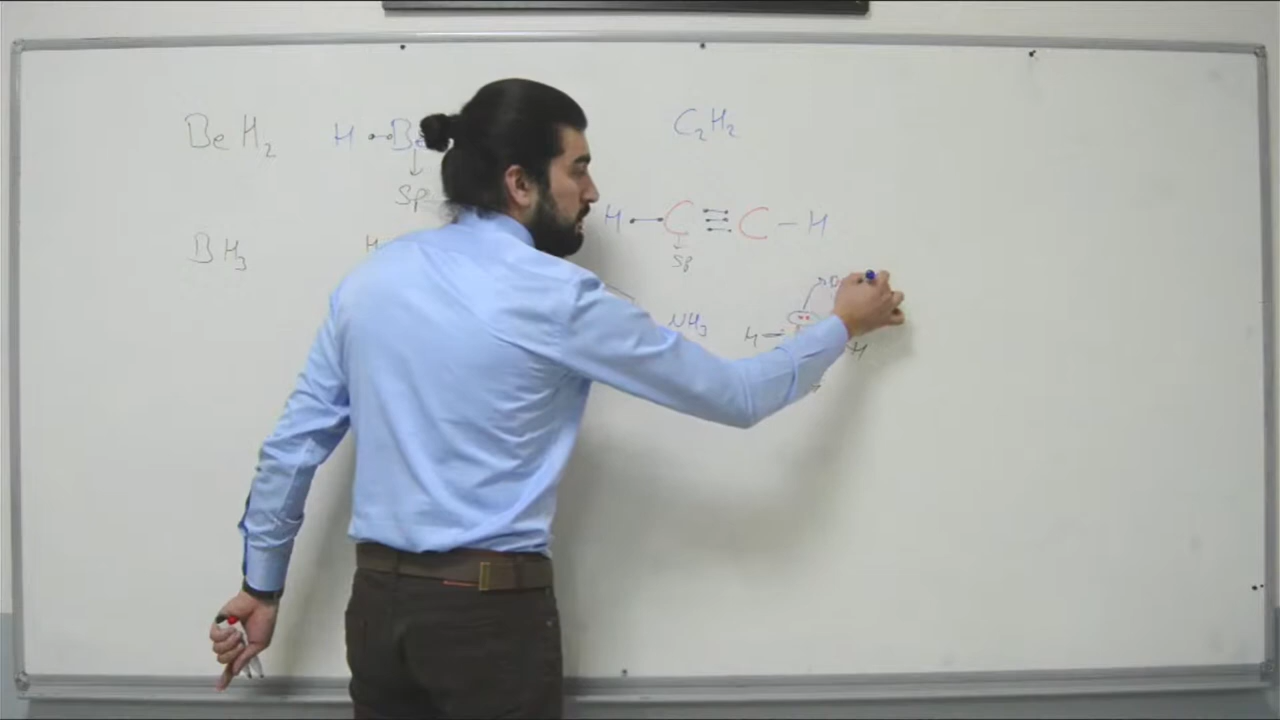 BeH₂ H Be
Sp
BH₃ H
C₂H₂
H - C ≡ C - H
Sp
NH₃ H H